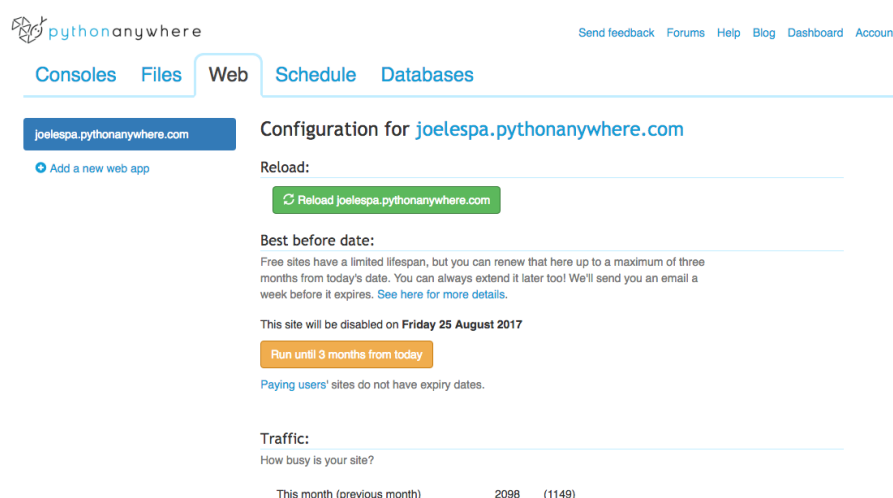 pythonanywhere
Send feedback Forums Help Blog Dashboard Accoun
Consoles Files Web Schedule Databases
joelespa.pythonanywhere.com
Add a new web app
Configuration for joelespa.pythonanywhere.com
Reload:
Reload joelespa.pythonanywhere.com
Best before date:
Free sites have a limited lifespan, but you can renew that here up to a maximum of three
months from today's date. You can always extend it later too! We'll send you an email a
week before it expires. See here for more details.
This site will be disabled on Friday 25 August 2017
Run until 3 months from today
Paying users' sites do not have expiry dates.
Traffic:
How busy is your site?
This month (previous month) 2098 (1149)